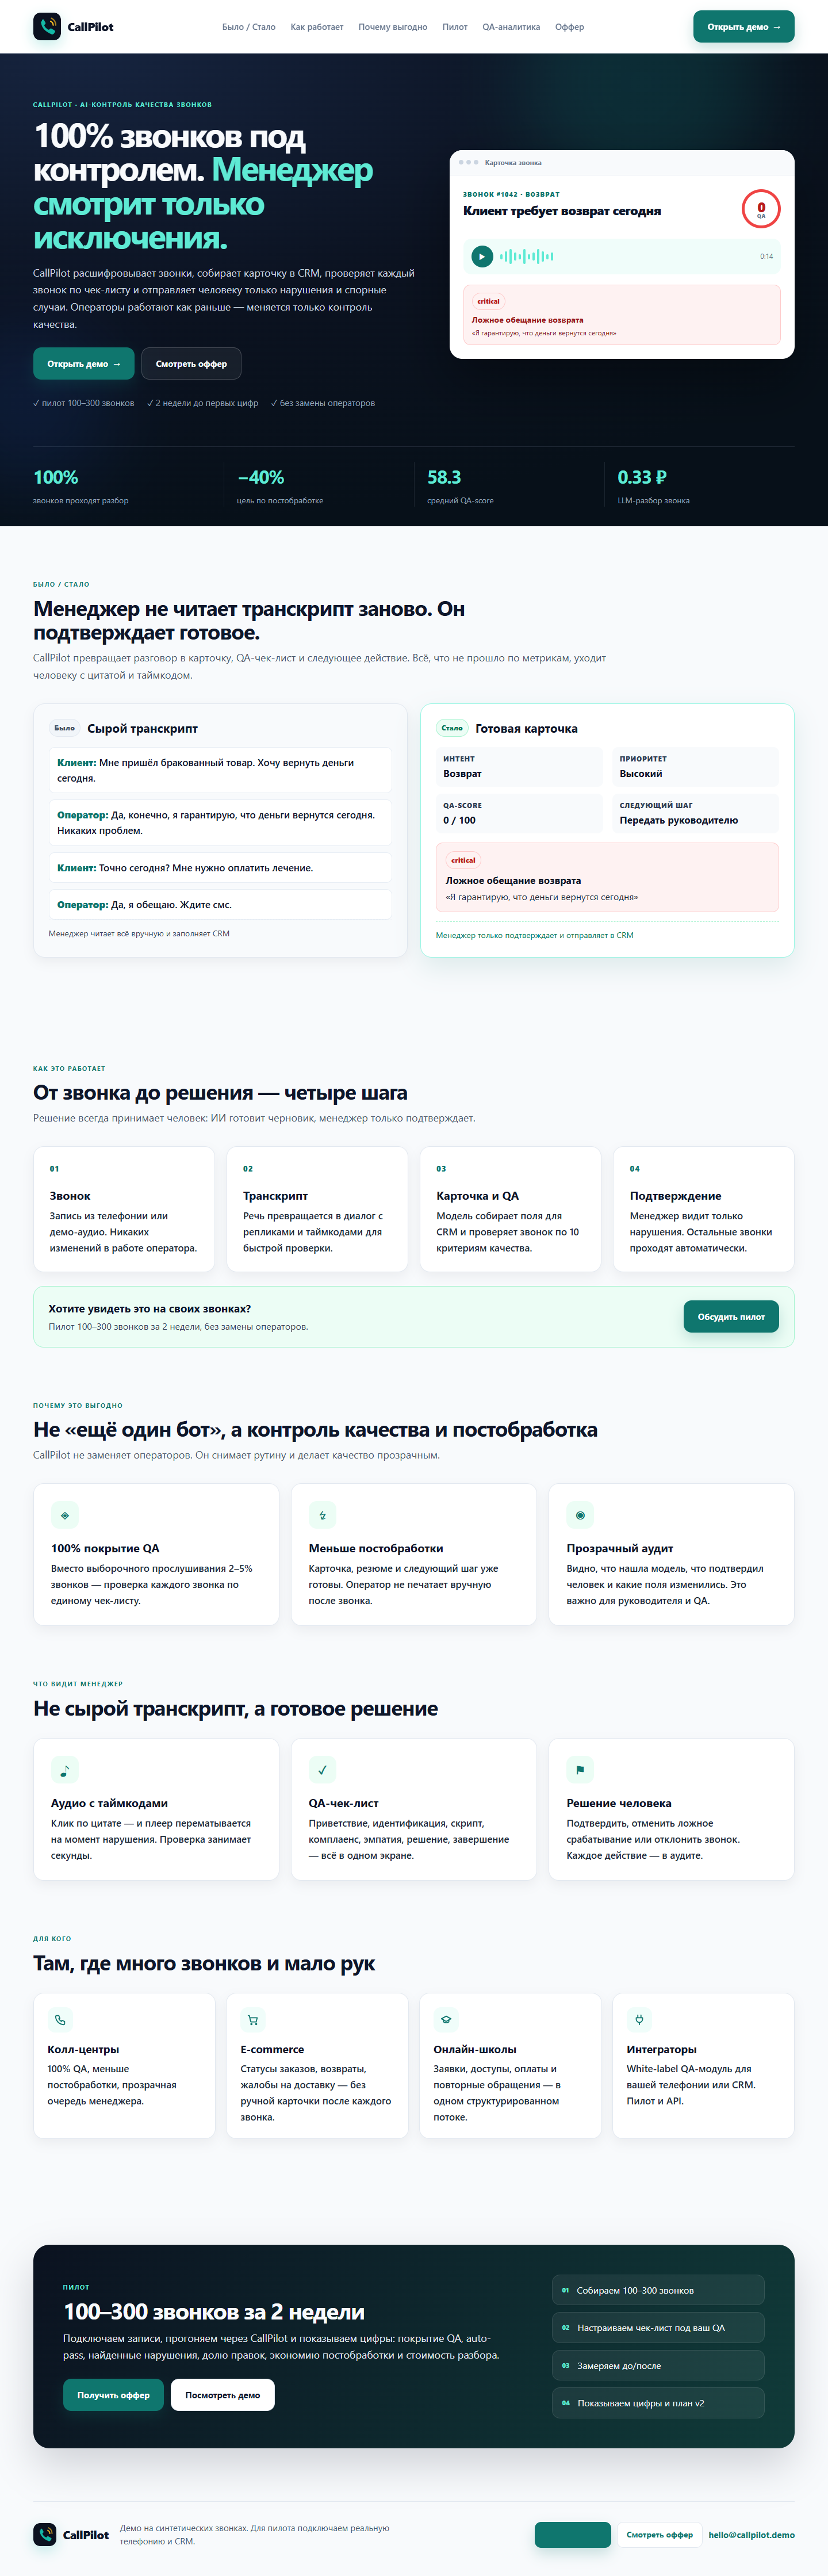 CallPilot
Было / Стало
Как работает
Почему выгодно
Пилот
QA-аналитика
Оффер
Открыть демо →
CALLPILOT · AI-КОНТРОЛЬ КАЧЕСТВА ЗВОНКОВ
100% звонков под
контролем. Менеджер
смотрит только
исключения.
CallPilot расшифровывает звонки, собирает карточку в CRM, проверяет каждый
звонок по чек-листу и отправляет человеку только нарушения и спорные
случаи. Операторы работают как раньше — меняется только контроль
качества.
Открыть демо →
Смотреть оффер
✓ пилот 100–300 звонков
✓ 2 недели до первых цифр
✓ без замены операторов
Карточка звонка
ЗВОНОК #1042 · ВОЗВРАТ
Клиент требует возврат сегодня
0
QA
0:14
critical
Ложное обещание возврата
«Я гарантирую, что деньги вернутся сегодня»
100%
звонков проходят разбор
−40%
цель по постобработке
58.3
средний QA-score
0.33 ₽
LLM-разбор звонка
БЫЛО / СТАЛО
Менеджер не читает транскрипт заново. Он
подтверждает готовое.
CallPilot превращает разговор в карточку, QA-чек-лист и следующее действие. Всё, что не прошло по метрикам, уходит
человеку с цитатой и таймкодом.
Было
Сырой транскрипт
Клиент: Мне пришёл бракованный товар. Хочу вернуть деньги
сегодня.
Оператор: Да, конечно, я гарантирую, что деньги вернутся сегодня.
Никаких проблем.
Клиент: Точно сегодня? Мне нужно оплатить лечение.
Оператор: Да, я обещаю. Ждите смс.
Менеджер читает всё вручную и заполняет CRM
Стало
Готовая карточка
ИНТЕНТ
Возврат
ПРИОРИТЕТ
Высокий
QA-SCORE
0 / 100
СЛЕДУЮЩИЙ ШАГ
Передать руководителю
critical
Ложное обещание возврата
«Я гарантирую, что деньги вернутся сегодня»
Менеджер только подтверждает и отправляет в CRM
КАК ЭТО РАБОТАЕТ
От звонка до решения — четыре шага
Решение всегда принимает человек: ИИ готовит черновик, менеджер только подтверждает.
01
Звонок
Запись из телефонии или
демо-аудио. Никаких
изменений в работе оператора.
02
Транскрипт
Речь превращается в диалог с
репликами и таймкодами для
быстрой проверки.
03
Карточка и QA
Модель собирает поля для
CRM и проверяет звонок по 10
критериям качества.
04
Подтверждение
Менеджер видит только
нарушения. Остальные звонки
проходят автоматически.
Хотите увидеть это на своих звонках?
Пилот 100–300 звонков за 2 недели, без замены операторов.
Обсудить пилот
ПОЧЕМУ ЭТО ВЫГОДНО
Не «ещё один бот», а контроль качества и постобработка
CallPilot не заменяет операторов. Он снимает рутину и делает качество прозрачным.
100% покрытие QA
Вместо выборочного прослушивания 2–5%
звонков — проверка каждого звонка по
единому чек-листу.
Меньше постобработки
Карточка, резюме и следующий шаг уже
готовы. Оператор не печатает вручную
после звонка.
Прозрачный аудит
Видно, что нашла модель, что подтвердил
человек и какие поля изменились. Это
важно для руководителя и QA.
ЧТО ВИДИТ МЕНЕДЖЕР
Не сырой транскрипт, а готовое решение
Аудио с таймкодами
Клик по цитате — и плеер перематывается
на момент нарушения. Проверка занимает
секунды.
QA-чек-лист
Приветствие, идентификация, скрипт,
комплаенс, эмпатия, решение, завершение
— всё в одном экране.
Решение человека
Подтвердить, отменить ложное
срабатывание или отклонить звонок.
Каждое действие — в аудите.
ДЛЯ КОГО
Там, где много звонков и мало рук
Колл-центры
100% QA, меньше
постобработки, прозрачная
очередь менеджера.
E-commerce
Статусы заказов, возвраты,
жалобы на доставку — без
ручной карточки после каждого
звонка.
Онлайн-школы
Заявки, доступы, оплаты и
повторные обращения — в
одном структурированном
потоке.
Интеграторы
White-label QA-модуль для
вашей телефонии или CRM.
Пилот и API.
ПИЛОТ
100–300 звонков за 2 недели
Подключаем записи, прогоняем через CallPilot и показываем цифры: покрытие QA, auto-
pass, найденные нарушения, долю правок, экономию постобработки и стоимость разбора.
Получить оффер
Посмотреть демо
01 Собираем 100–300 звонков
02 Настраиваем чек-лист под ваш QA
03 Замеряем до/после
04 Показываем цифры и план v2
CallPilot
Демо на синтетических звонках. Для пилота подключаем реальную
телефонию и CRM.
Смотреть оффер
hello@callpilot.demo